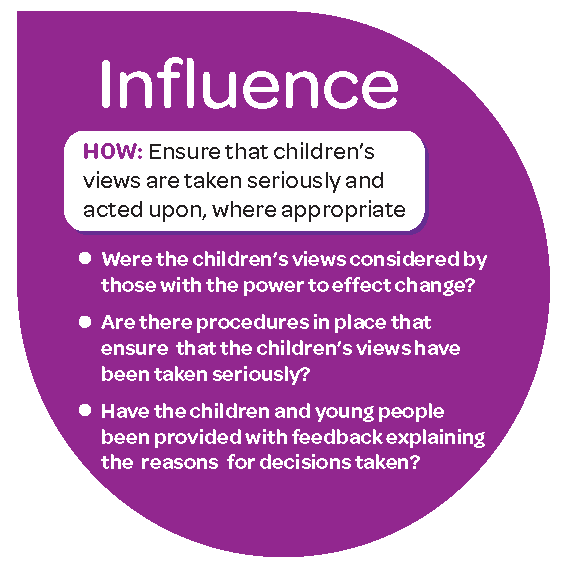 Influence
HOW: Ensure that children's
views are taken seriously and
acted upon, where appropriate
● Were the children's views considered by
those with the power to effect change?
● Are there procedures in place that
ensure that the children's views have
been taken seriously?
● Have the children and young people
been provided with feedback explaining
the reasons for decisions taken?